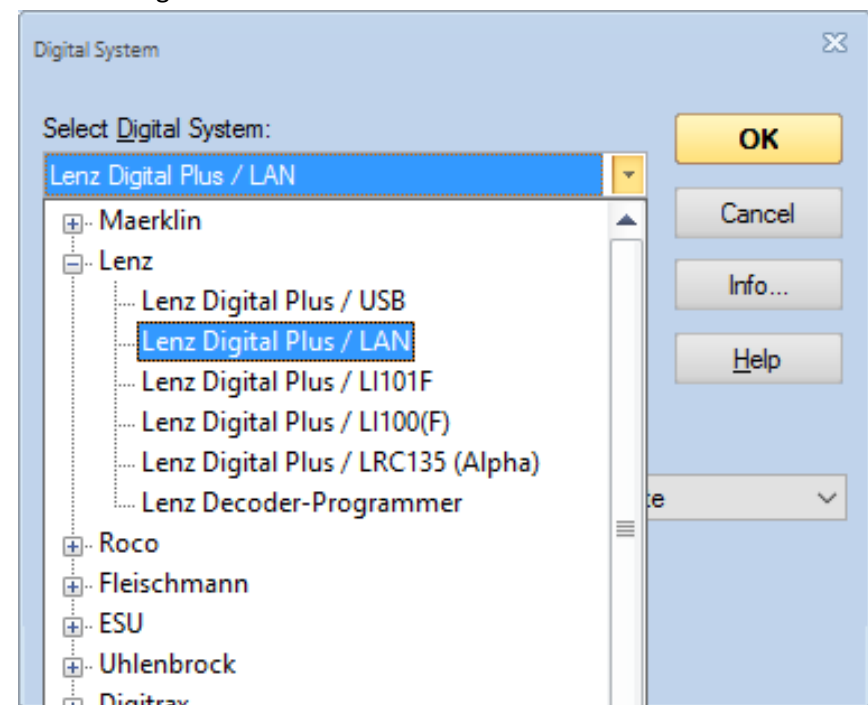 Digital System
Select Digital System:
OK
Lenz Digital Plus / LAN
Cancel
Maerklin
Lenz
Info...
Lenz Digital Plus / USB
Lenz Digital Plus / LAN
Help
Lenz Digital Plus / LI101F
Lenz Digital Plus / LI100(F)
Lenz Digital Plus / LRC135 (Alpha)
Lenz Decoder-Programmer
Roco
Fleischmann
ESU
Uhlenbrock
Digitrax